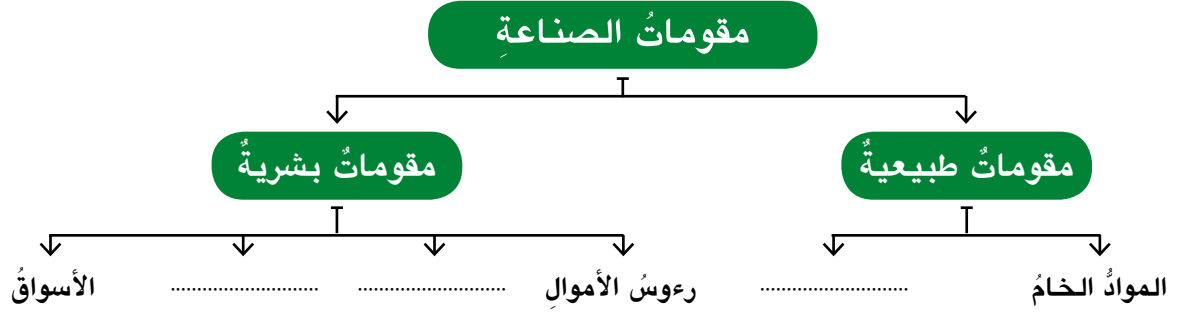 مقوماتُ الصناعةِ
مقوماتٌ طبيعيةٌ
مقوماتٌ بشريةٌ
الموادُّ الخامُ
........................
رءوسُ الأموالِ
........................
........................
الأسواقُ